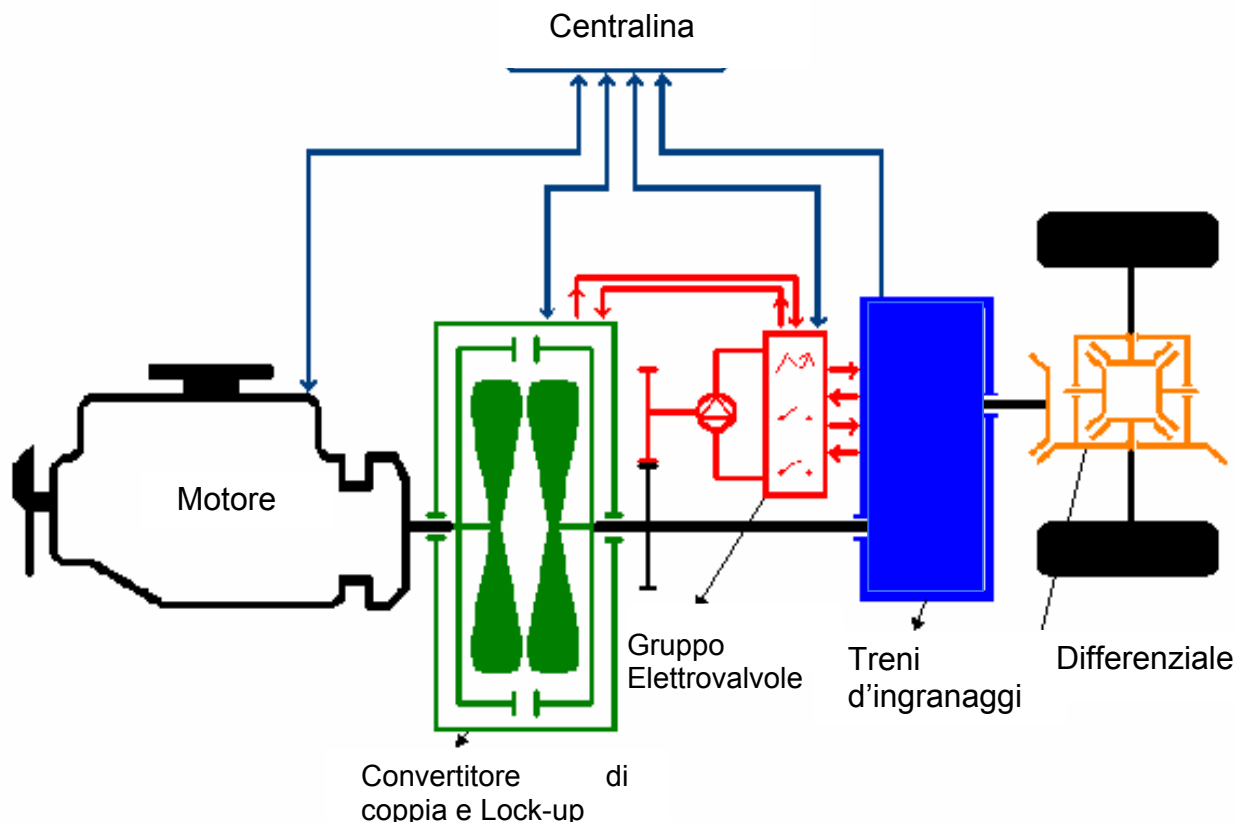 Centralina
Motore
Gruppo
Elettrovalvole
Treni
d'ingranaggi
Differenziale
Convertitore di
coppia e Lock-up